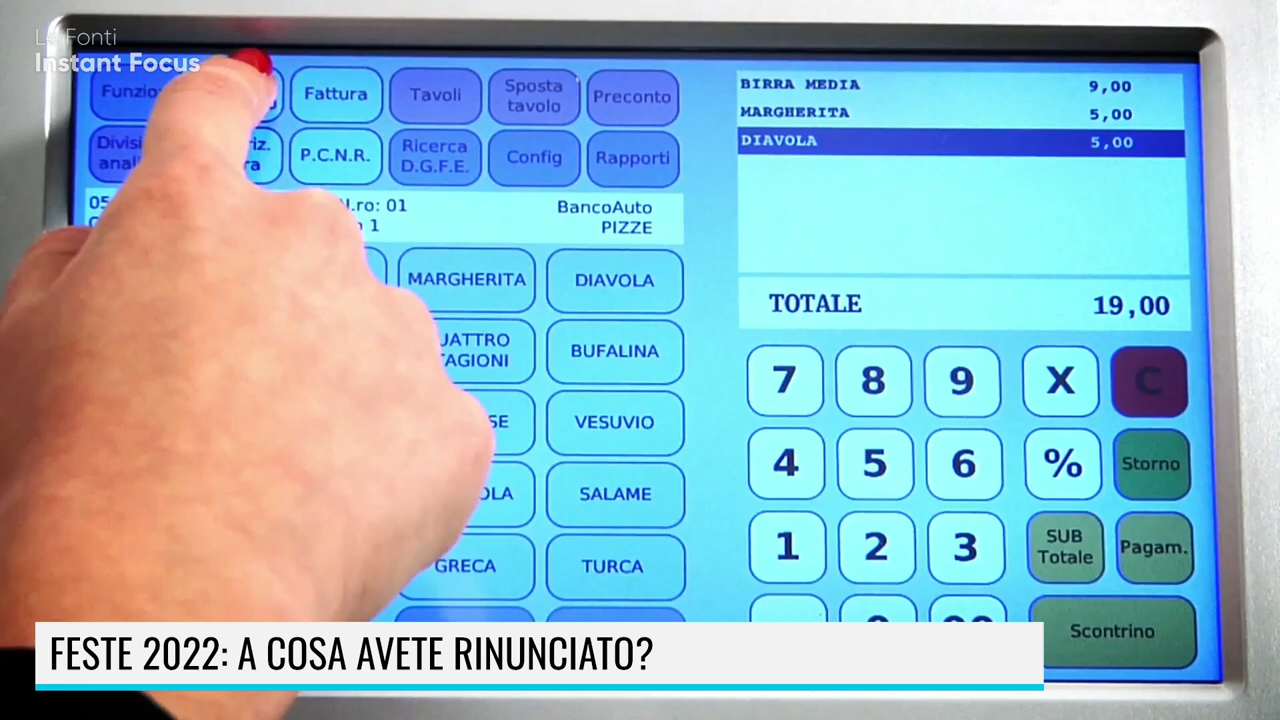 Le Fonti
Instant Focus
Fattura
Tavoli
Sposta
tavolo
Preconto
P.C.N.R.
Ricerca
D.G.F.E.
Config
Rapporti
01
BancoAuto
1
PIZZE
MARGHERITA
DIAVOLA
BUFALINA
VESUVIO
SALAME
GRECA
TURCA
BIRRA MEDIA 9,00
MARGHERITA 5,00
DIAVOLA 5,00
TOTALE 19,00
7 8 9 X C
4 5 6 % Storno
1 2 3 SUB
Totale Pagam.
Scontrino
FESTE 2022: A COSA AVETE RINUNCIATO?